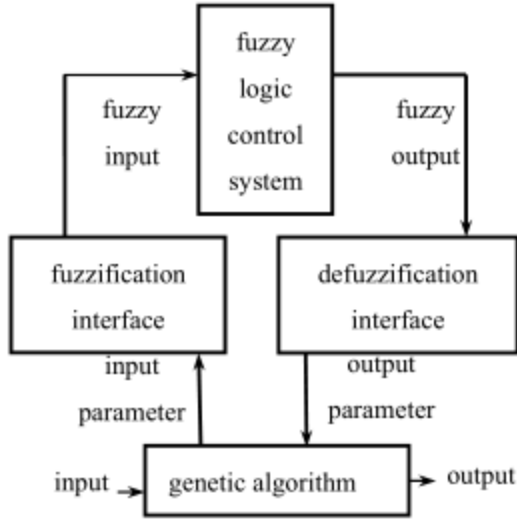 fuzzy
logic
control
system
fuzzy
input
fuzzy
output
fuzzification
interface
defuzzification
interface
input
parameter
output
parameter
input
genetic algorithm
output